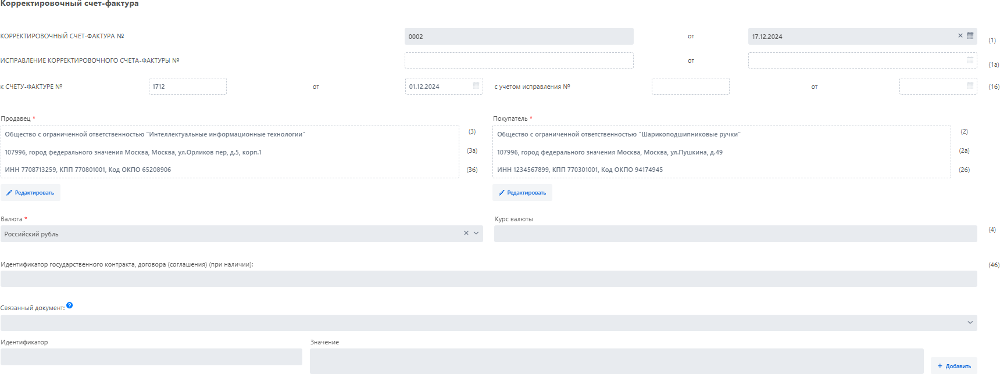 Корректировочный счет-фактура
КОРРЕКТИРОВОЧНЫЙ СЧЕТ-ФАКТУРА № 0002 от 17.12.2024 (1)
ИСПРАВЛЕНИЕ КОРРЕКТИРОВОЧНОГО СЧЕТА-ФАКТУРЫ № от (1а)
к СЧЕТУ-ФАКТУРЕ № 1712 от 01.12.2024 с учетом исправления № от (1б)
Продавец *
Общество с ограниченной ответственностью "Интеллектуальные информационные технологии" (3)
107996, город федерального значения Москва, Москва, ул.Орликов пер, д.5, корп.1 (3а)
ИНН 7708713259, КПП 770801001, Код ОКПО 65208906 (3б)
Редактировать
Покупатель *
Общество с ограниченной ответственностью "Шарикоподшипниковые ручки" (2)
107996, город федерального значения Москва, Москва, ул.Пушкина, д.49 (2а)
ИНН 1234567899, КПП 770301001, Код ОКПО 94174945 (2б)
Редактировать
Валюта *
Российский рубль
Курс валюты
(4)
Идентификатор государственного контракта, договора (соглашения) (при наличии): (4б)
Связанный документ: ?
Идентификатор
Значение
+ Добавить